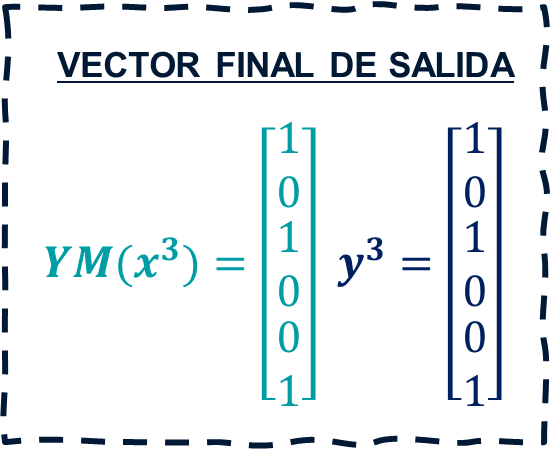 VECTOR FINAL DE SALIDA
YM(x³) = [1 0 1 0 0 1] y³ = [1 0 1 0 0 1]